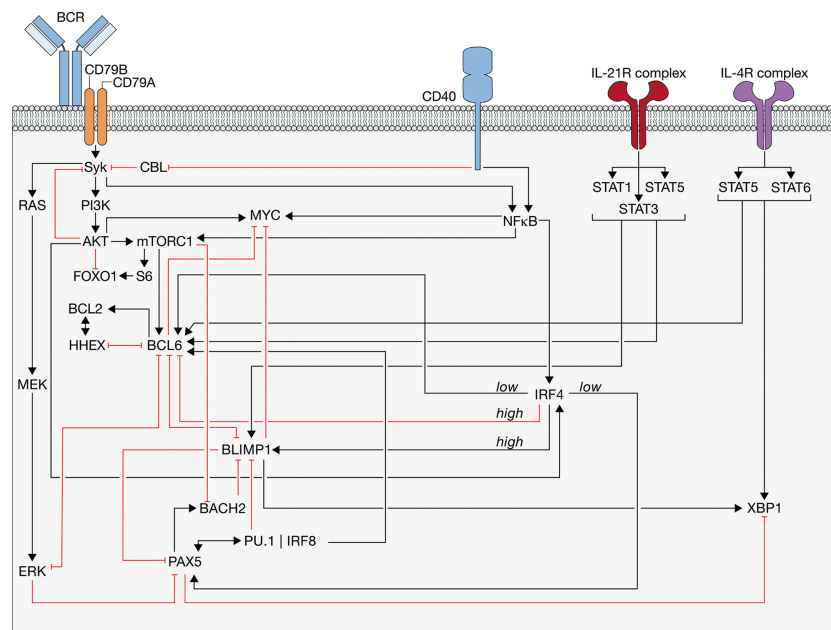 BCR
CD79B
CD79A
CD40
IL-21R complex
IL-4R complex
Syk
CBL
RAS
PI3K
STAT1
STAT5
STAT3
STAT5
STAT6
MYC
NFκB
AKT
mTORC1
FOXO1
S6
BCL2
HHEX
BCL6
MEK
low
IRF4
low
high
high
BLIMP1
BACH2
XBP1
PU.1 | IRF8
PAX5
ERK